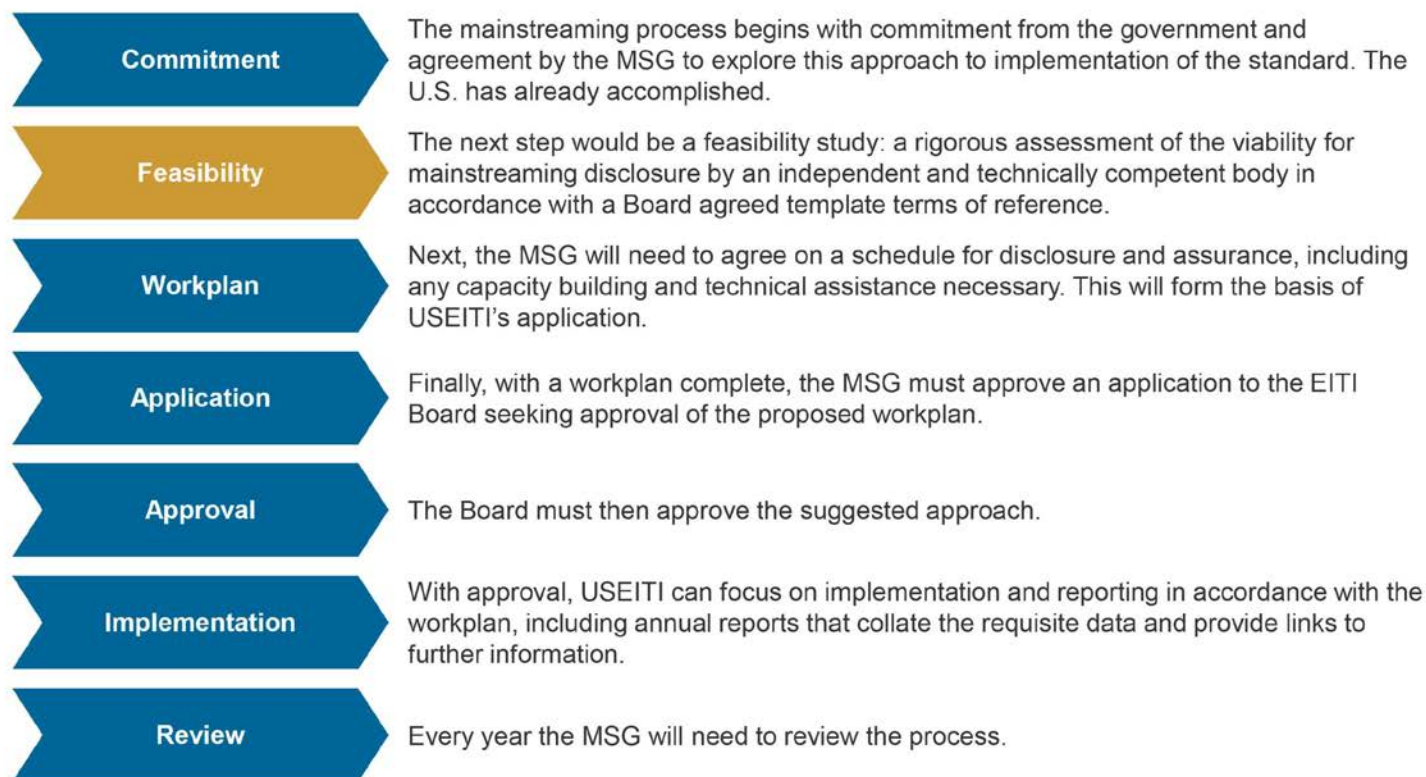 Commitment
The mainstreaming process begins with commitment from the government and
agreement by the MSG to explore this approach to implementation of the standard. The
U.S. has already accomplished.
Feasibility
The next step would be a feasibility study: a rigorous assessment of the viability for
mainstreaming disclosure by an independent and technically competent body in
accordance with a Board agreed template terms of reference.
Workplan
Next, the MSG will need to agree on a schedule for disclosure and assurance, including
any capacity building and technical assistance necessary. This will form the basis of
USEITI’s application.
Application
Finally, with a workplan complete, the MSG must approve an application to the EITI
Board seeking approval of the proposed workplan.
Approval
The Board must then approve the suggested approach.
Implementation
With approval, USEITI can focus on implementation and reporting in accordance with the
workplan, including annual reports that collate the requisite data and provide links to
further information.
Review
Every year the MSG will need to review the process.